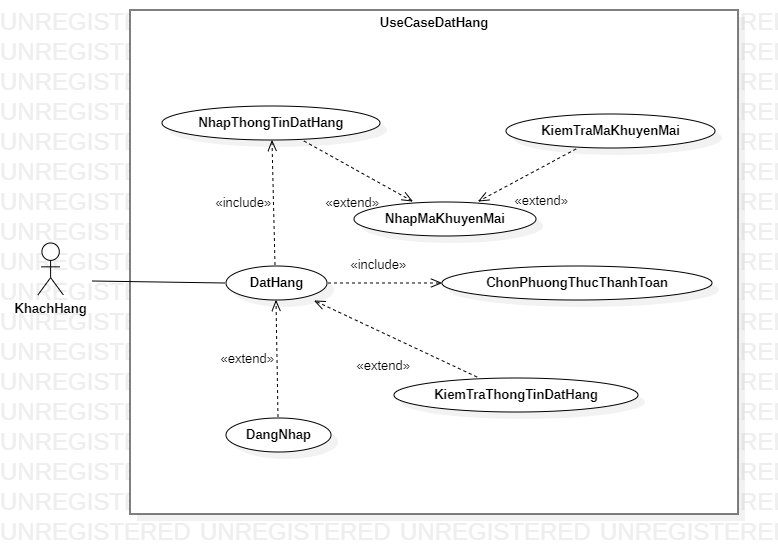 UseCaseDatHang
NhapThongTinDatHang
KiemTraMaKhuyenMai
«include»
«extend»
«extend»
NhapMaKhuyenMai
KhachHang
DatHang
«include»
ChonPhuongThucThanhToan
«extend»
«extend»
KiemTraThongTinDatHang
DangNhap
UNREGISTERED UNREGISTERED UNREGISTERED UNREGISTERED